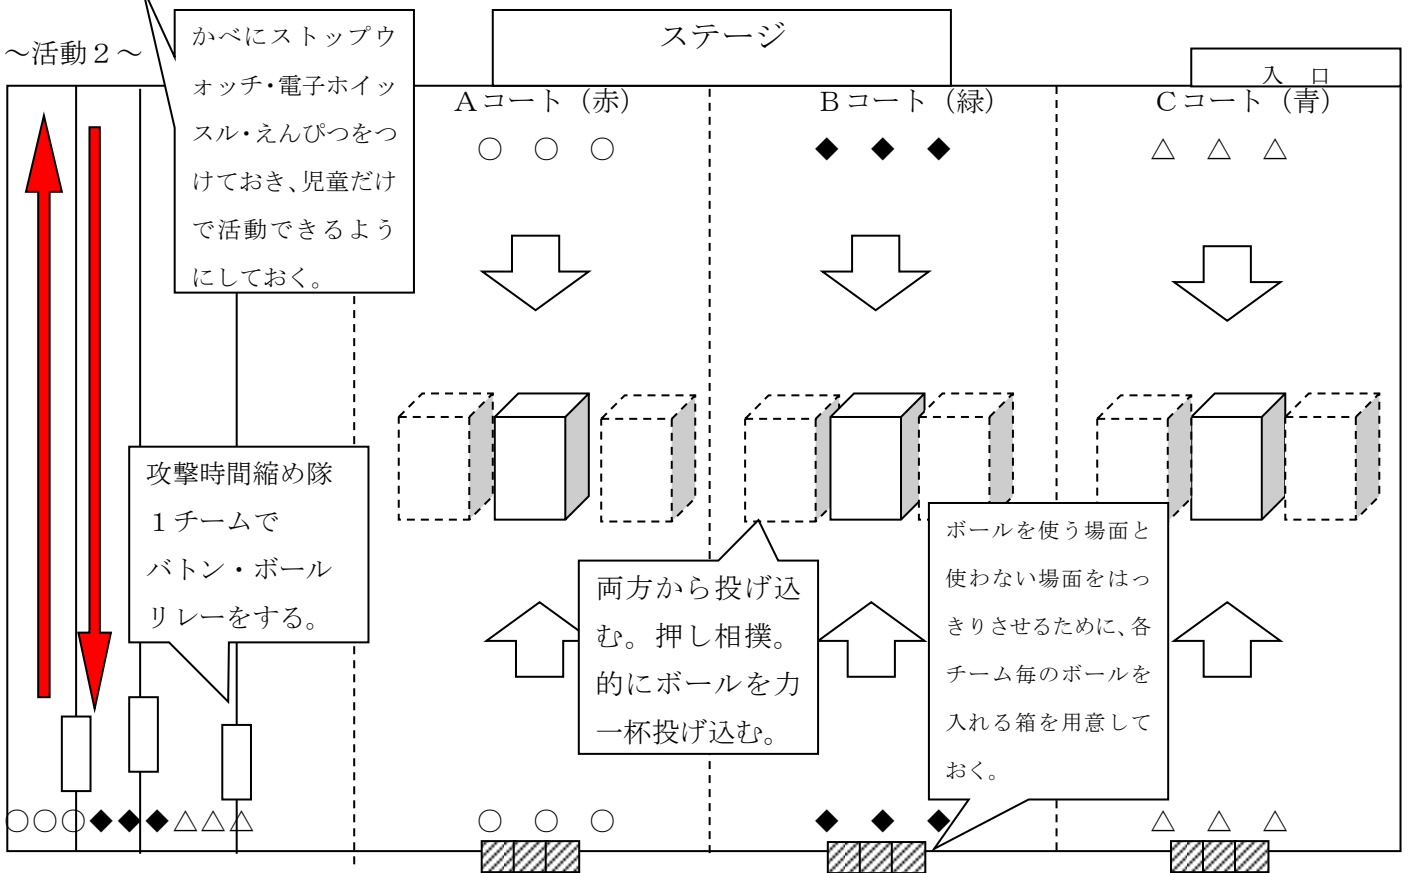 ～活動２～
かべにストップウ
ォッチ・電子ホイッ
スル・えんぴつをつ
けておき、児童だけ
で活動できるよう
にしておく。
ステージ
入　口
Ａコート（赤）
Ｂコート（緑）
Ｃコート（青）
○　○　○
◆　◆　◆
△　△　△
攻撃時間縮め隊
１チームで
バトン・ボール
リレーをする。
両方から投げ込
む。押し相撲。
的にボールを力
一杯投げ込む。
ボールを使う場面と
使わない場面をはっ
きりさせるために、各
チーム毎のボールを
入れる箱を用意して
おく。
○○○◆◆◆△△△
○　○　○
◆　◆　◆
△　△　△